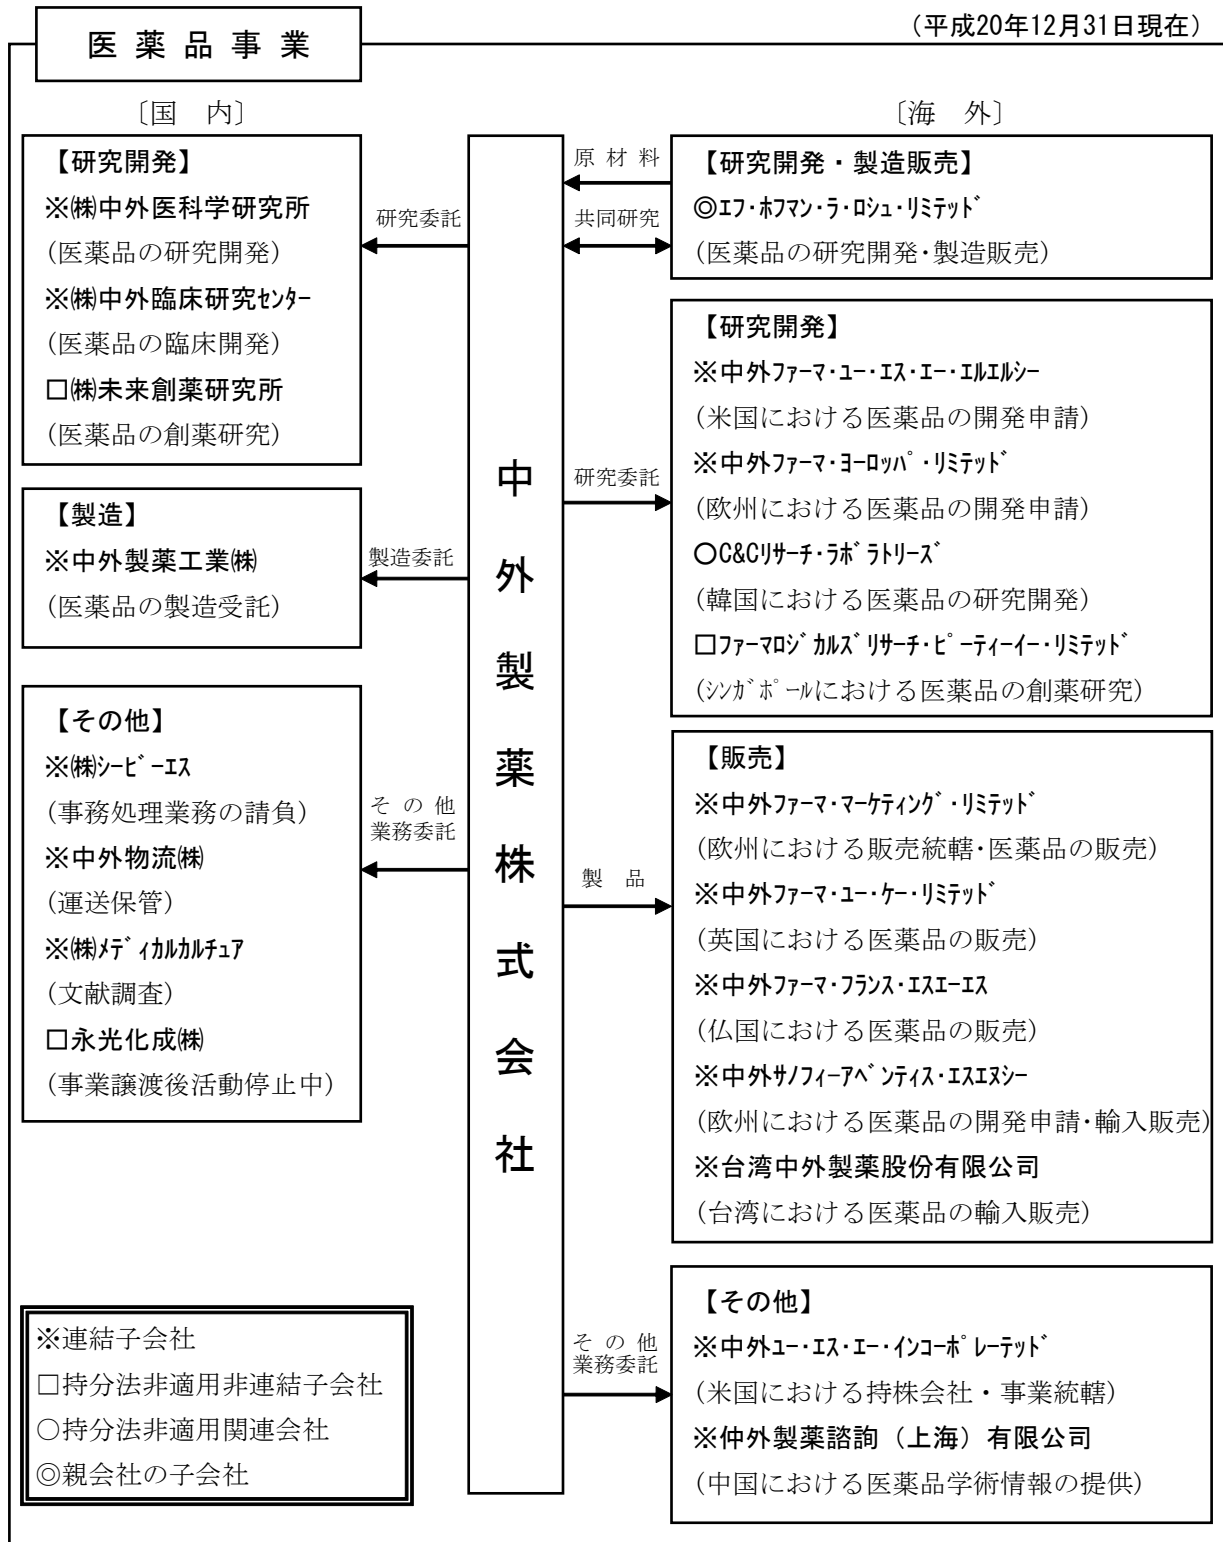 （平成20年12月31日現在）
医薬品事業
〔国　内〕
【研究開発】
※㈱中外医科学研究所
(医薬品の研究開発)
※㈱中外臨床研究ｾﾝﾀｰ
(医薬品の臨床開発)
□㈱未来創薬研究所
(医薬品の創薬研究)
研究委託
【製造】
※中外製薬工業㈱
(医薬品の製造受託)
製造委託
【その他】
※㈱ｼｰﾋﾞｰｴｽ
(事務処理業務の請負)
※中外物流㈱
(運送保管)
※㈱ﾒﾃﾞｨｶﾙｶﾙﾁｭｱ
(文献調査)
□永光化成㈱
(事業譲渡後活動停止中)
その他
業務委託
中外製薬株式会社
〔海　外〕
原材料
共同研究
【研究開発・製造販売】
◎ｴﾌ･ﾎﾌﾏﾝ･ﾗ･ﾛｼｭ･ﾘﾐﾃｯﾄﾞ
(医薬品の研究開発･製造販売)
研究委託
【研究開発】
※中外ﾌｧｰﾏ･ﾕｰ･ｴｽ･ｴｰ･ｴﾙｴﾙｼｰ
(米国における医薬品の開発申請)
※中外ﾌｧｰﾏ･ﾖｰﾛｯﾊﾟ･ﾘﾐﾃｯﾄﾞ
(欧州における医薬品の開発申請)
○C&Cﾘｻｰﾁ･ﾗﾎﾞﾗﾄﾘｰｽﾞ
(韓国における医薬品の研究開発)
□ﾌｧｰﾏﾛｼﾞｶﾙｽﾞﾘｻｰﾁ･ﾋﾟｰﾃｨｰｲｰ･ﾘﾐﾃｯﾄﾞ
(ｼﾝｶﾞﾎﾟｰﾙにおける医薬品の創薬研究)
製　品
【販売】
※中外ﾌｧｰﾏ･ﾏｰｹﾃｨﾝｸﾞ･ﾘﾐﾃｯﾄﾞ
(欧州における販売統轄･医薬品の販売)
※中外ﾌｧｰﾏ･ﾕｰ･ｹｰ･ﾘﾐﾃｯﾄﾞ
(英国における医薬品の販売)
※中外ﾌｧｰﾏ･ﾌﾗﾝｽ･ｴｽｴｰｴｽ
(仏国における医薬品の販売)
※中外ｻﾉﾌｨｰｱﾍﾞﾝﾃｨｽ･ｴｽｴﾇｼｰ
(欧州における医薬品の開発申請･輸入販売)
※台湾中外製薬股份有限公司
(台湾における医薬品の輸入販売)
その他
業務委託
【その他】
※中外ﾕｰ･ｴｽ･ｴｰ･ｲﾝｺｰﾎﾟﾚｰﾃｯﾄﾞ
(米国における持株会社・事業統轄)
※仲外製薬諮詢（上海）有限公司
(中国における医薬品学術情報の提供)
※連結子会社
□持分法非適用非連結子会社
○持分法非適用関連会社
◎親会社の子会社